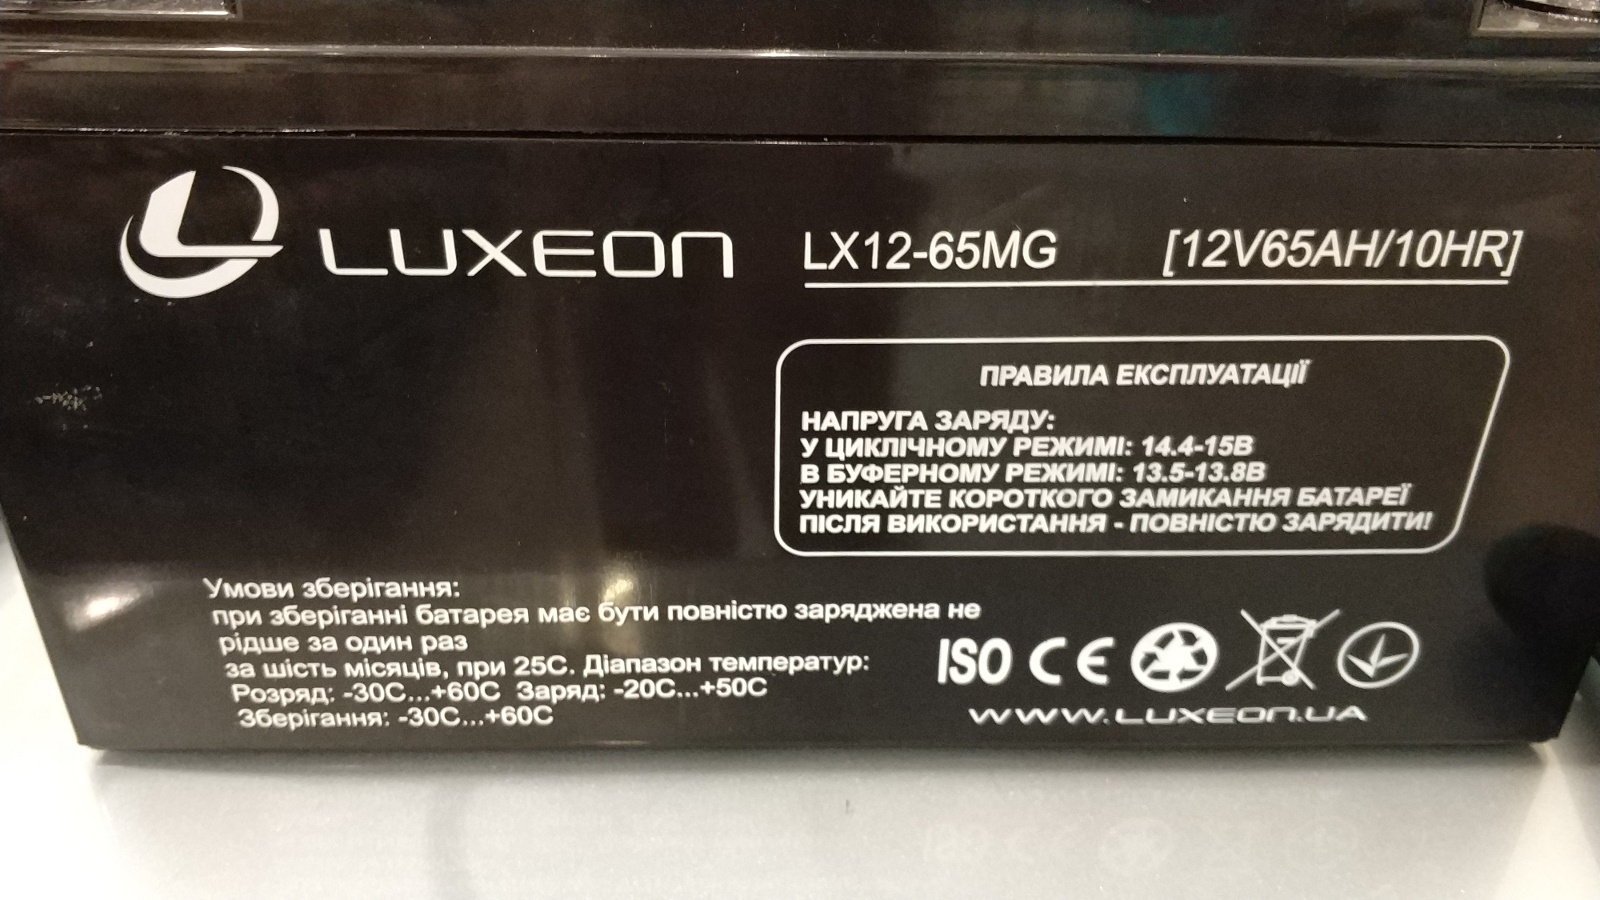 LUXEON LX12-65MG [12V65AH/10HR]
ПРАВИЛА ЕКСПЛУАТАЦІЇ
НАПРУГА ЗАРЯДУ:
У ЦИКЛІЧНОМУ РЕЖИМІ: 14.4-15В
В БУФЕРНОМУ РЕЖИМІ: 13.5-13.8В
УНИКАЙТЕ КОРОТКОГО ЗАМИКАННЯ БАТАРЕЇ
ПІСЛЯ ВИКОРИСТАННЯ - ПОВНІСТЮ ЗАРЯДИТИ!
Умови зберігання:
при зберіганні батарея має бути повністю заряджена не
рідше за один раз
за шість місяців, при 25С. Діапазон температур:
Розряд: -30С...+60С Заряд: -20С...+50С
Зберігання: -30С...+60С
ISO CE
WWW.LUXEON.UA